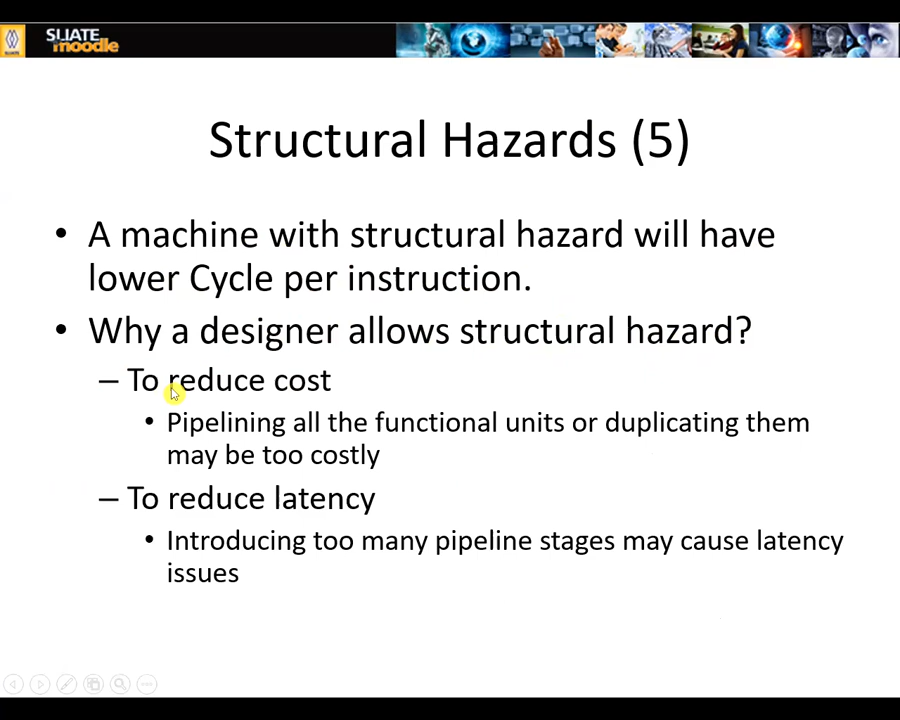 SLIATE
moodle
Structural Hazards (5)
• A machine with structural hazard will have
lower Cycle per instruction.
• Why a designer allows structural hazard?
– To reduce cost
• Pipelining all the functional units or duplicating them
may be too costly
– To reduce latency
• Introducing too many pipeline stages may cause latency
issues